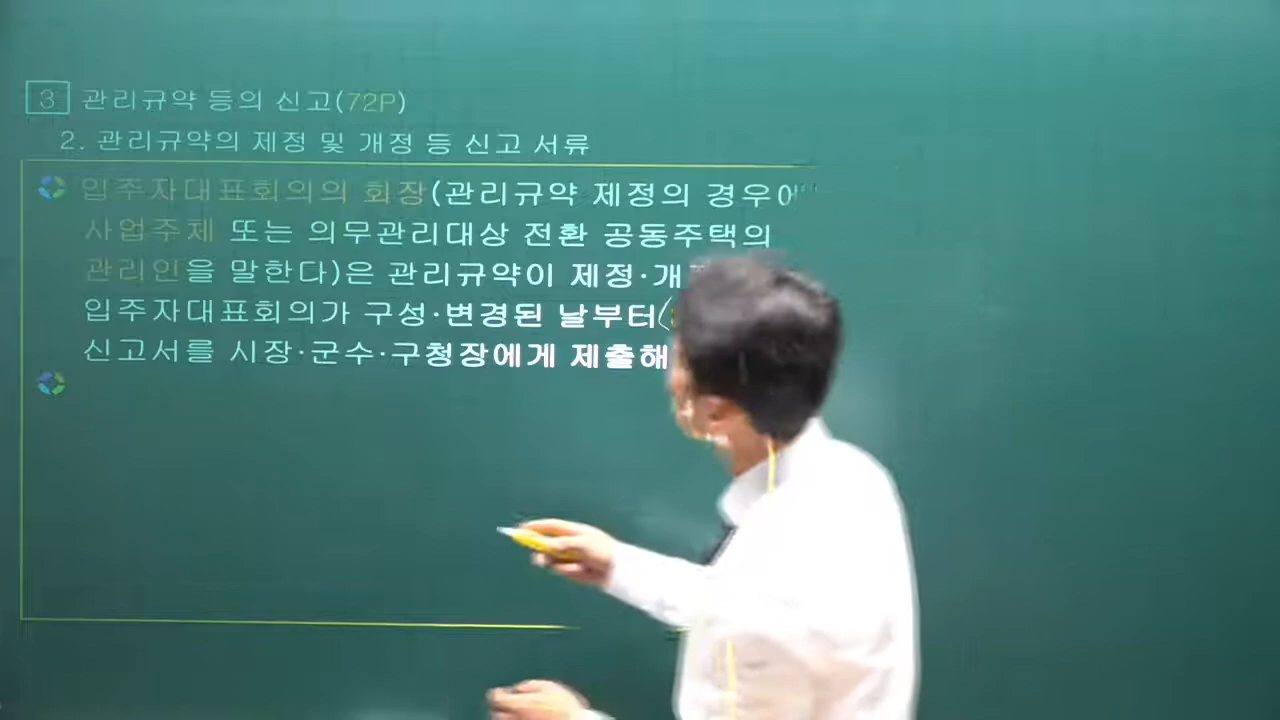 3 관리규약 등의 신고(72P)
2. 관리규약의 제정 및 개정 등 신고 서류
입주자대표회의의 회장(관리규약 제정의 경우에
사업주체 또는 의무관리대상 전환 공동주택의
관리인을 말한다)은 관리규약이 제정·개
입주자대표회의가 구성·변경된 날부터(
신고서를 시장·군수·구청장에게 제출해